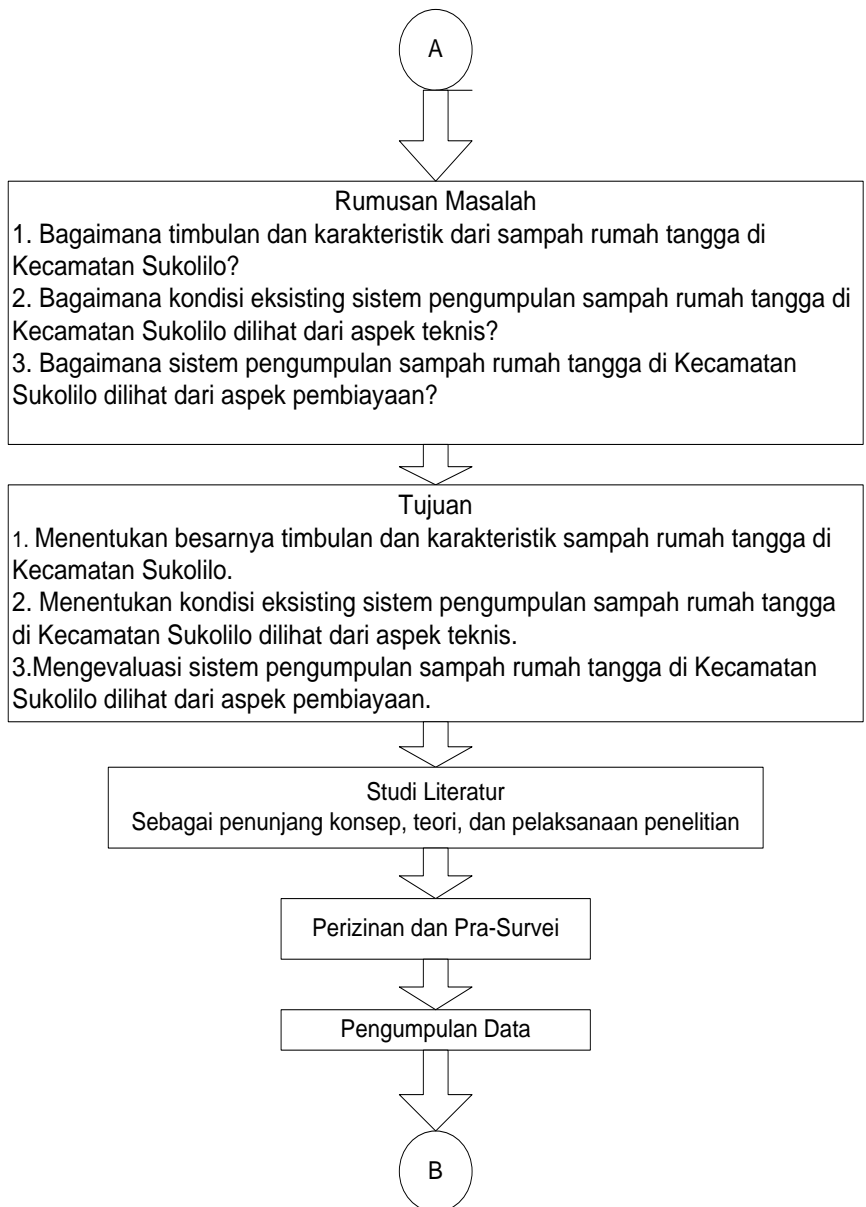 A
Rumusan Masalah
1. Bagaimana timbulan dan karakteristik dari sampah rumah tangga di
Kecamatan Sukolilo?
2. Bagaimana kondisi eksisting sistem pengumpulan sampah rumah tangga di
Kecamatan Sukolilo dilihat dari aspek teknis?
3. Bagaimana sistem pengumpulan sampah rumah tangga di Kecamatan
Sukolilo dilihat dari aspek pembiayaan?
Tujuan
1. Menentukan besarnya timbulan dan karakteristik sampah rumah tangga di
Kecamatan Sukolilo.
2. Menentukan kondisi eksisting sistem pengumpulan sampah rumah tangga
di Kecamatan Sukolilo dilihat dari aspek teknis.
3.Mengevaluasi sistem pengumpulan sampah rumah tangga di Kecamatan
Sukolilo dilihat dari aspek pembiayaan.
Studi Literatur
Sebagai penunjang konsep, teori, dan pelaksanaan penelitian
Perizinan dan Pra-Survei
Pengumpulan Data
B